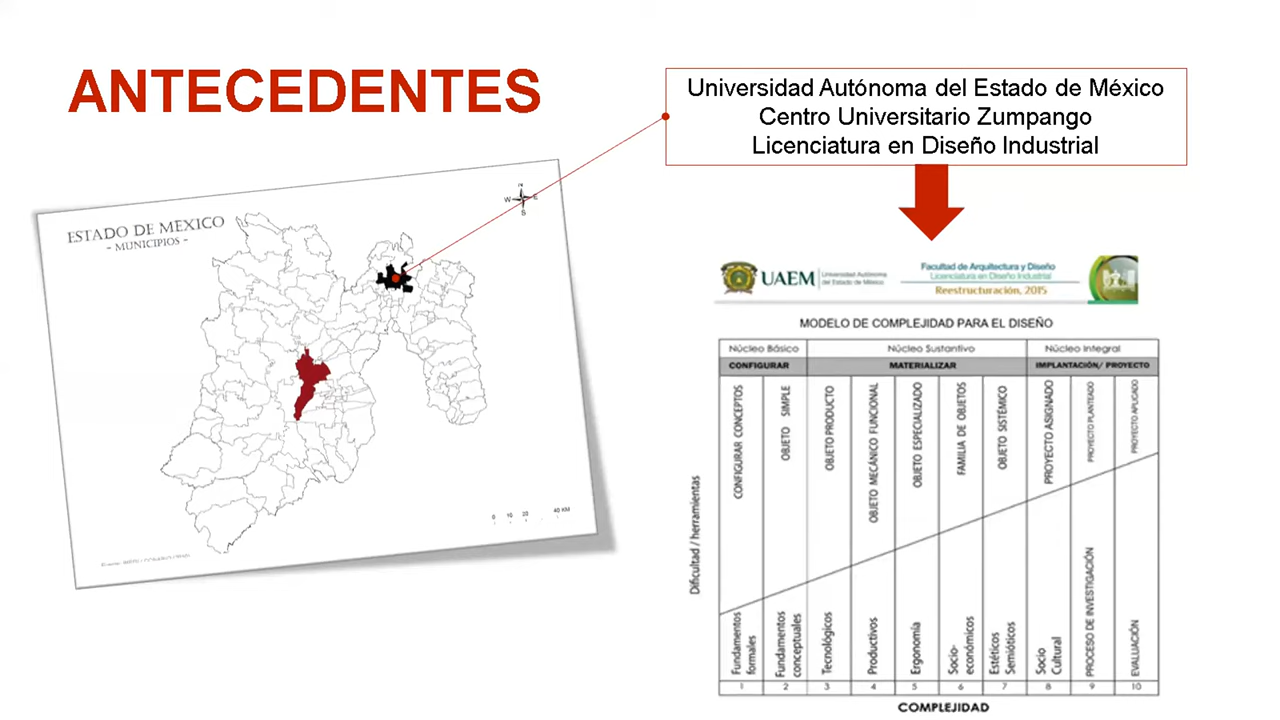 ANTECEDENTES
Universidad Autónoma del Estado de México
Centro Universitario Zumpango
Licenciatura en Diseño Industrial
ESTADO DE MÉXICO
- MUNICIPIOS -
N
W E
S
0 10 20 40 KM
UAEM
Universidad Autónoma
del Estado de México
Facultad de Arquitectura y Diseño
Licenciatura en Diseño Industrial
Reestructuración, 2015
MODELO DE COMPLEJIDAD PARA EL DISEÑO
Núcleo Básico Núcleo Sustantivo Núcleo Integral
CONFIGURAR MATERIALIZAR IMPLANTACIÓN/ PROYECTO
CONFIGURAR CONCEPTOS
OBJETO SIMPLE
OBJETO PRODUCTO
OBJETO MECÁNICO FUNCIONAL
OBJETO ESPECIALIZADO
FAMILIA DE OBJETOS
OBJETO SISTÉMICO
PROYECTO ASIGNADO
PROYECTO PLANTEADO
PROYECTO APLICADO
Dificultad / herramientas
Fundamentos
formales
Fundamentos
conceptuales
Tecnológicos
Productivos
Ergonomía
Socio-
económicos
Estéticos
Semióticos
Socio
Cultural
PROCESO DE INVESTIGACIÓN
EVALUACIÓN
1 2 3 4 5 6 7 8 9 10
COMPLEJIDAD